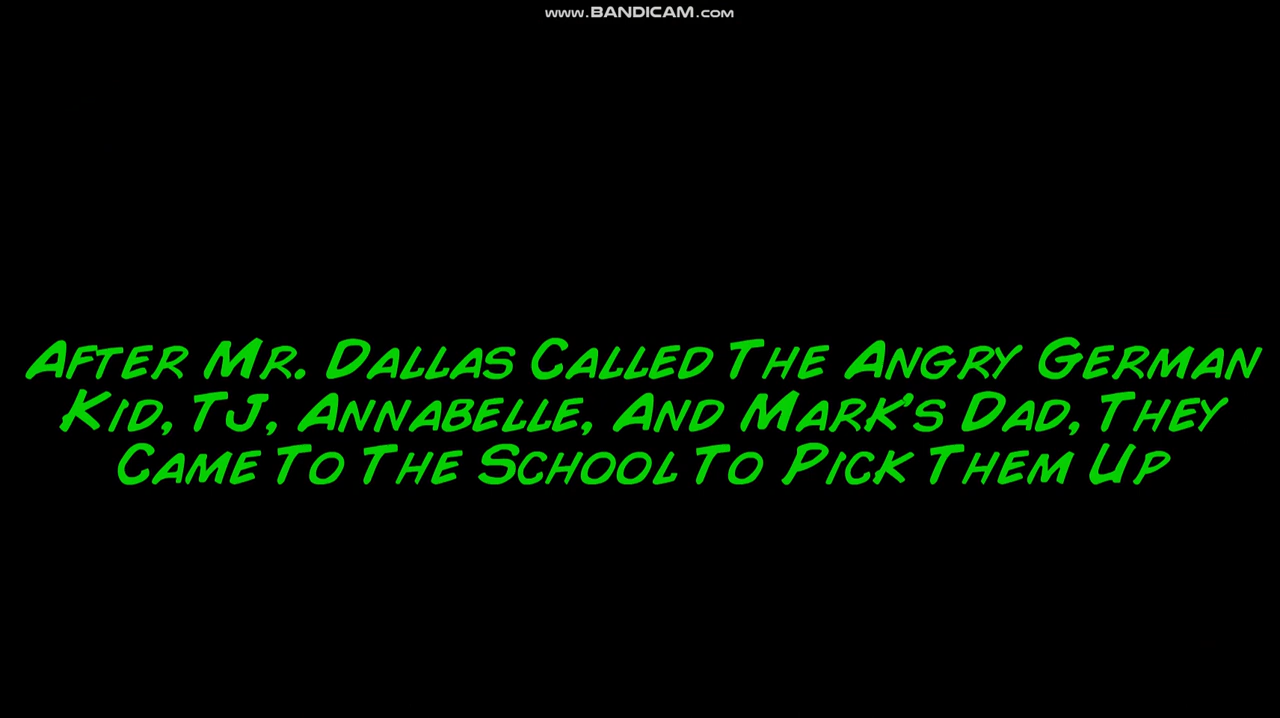 www.BANDICAM.com
After Mr. Dallas Called The Angry German
Kid, TJ, Annabelle, And Mark's Dad, They
Came To The School To Pick Them Up